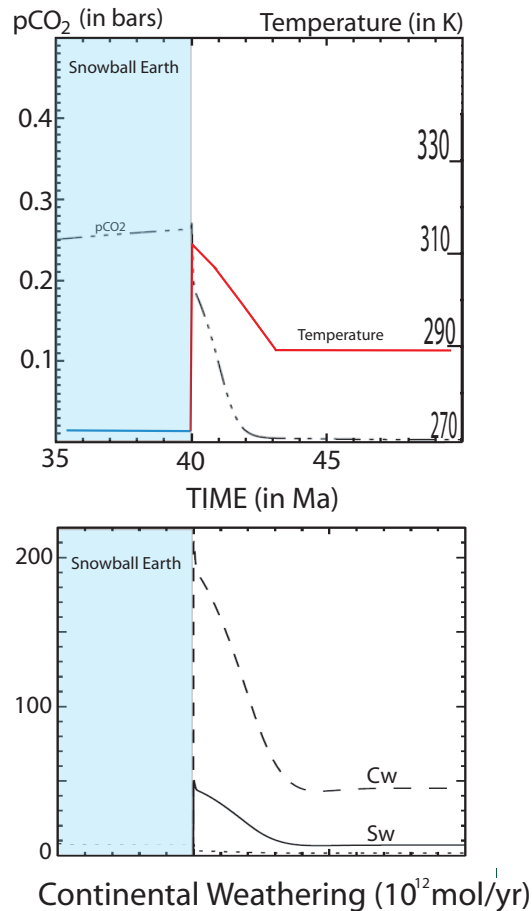 pCO₂ (in bars) Temperature (in K)
Snowball Earth
0.4
330
0.3
pCO2
310
0.2
Temperature
290
0.1
270
35 40 45
TIME (in Ma)
200
Snowball Earth
100
Cw
Sw
0
Continental Weathering (10¹²mol/yr)